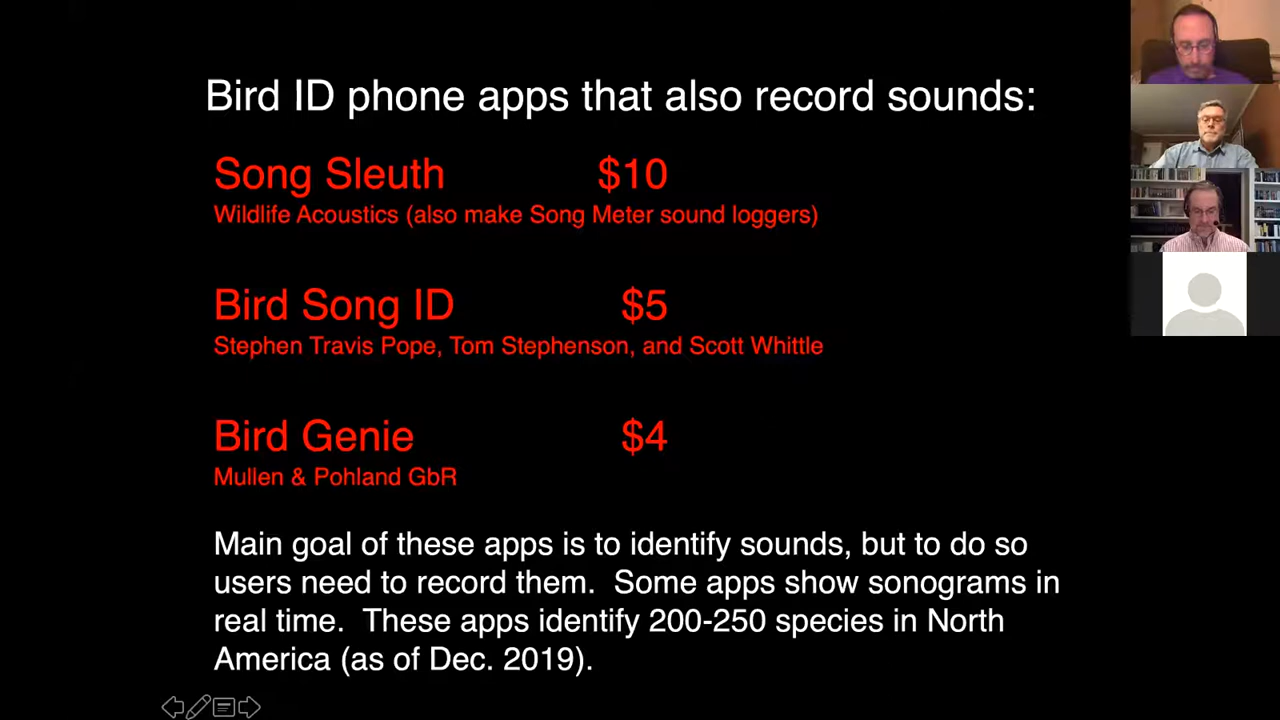 Bird ID phone apps that also record sounds:
Song Sleuth $10
Wildlife Acoustics (also make Song Meter sound loggers)
Bird Song ID $5
Stephen Travis Pope, Tom Stephenson, and Scott Whittle
Bird Genie $4
Mullen & Pohland GbR
Main goal of these apps is to identify sounds, but to do so
users need to record them. Some apps show sonograms in
real time. These apps identify 200-250 species in North
America (as of Dec. 2019).